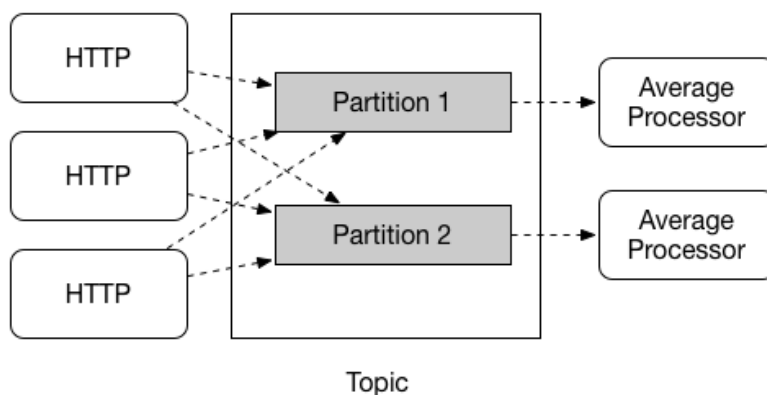 HTTP
HTTP
HTTP
Partition 1
Partition 2
Average
Processor
Average
Processor
Topic